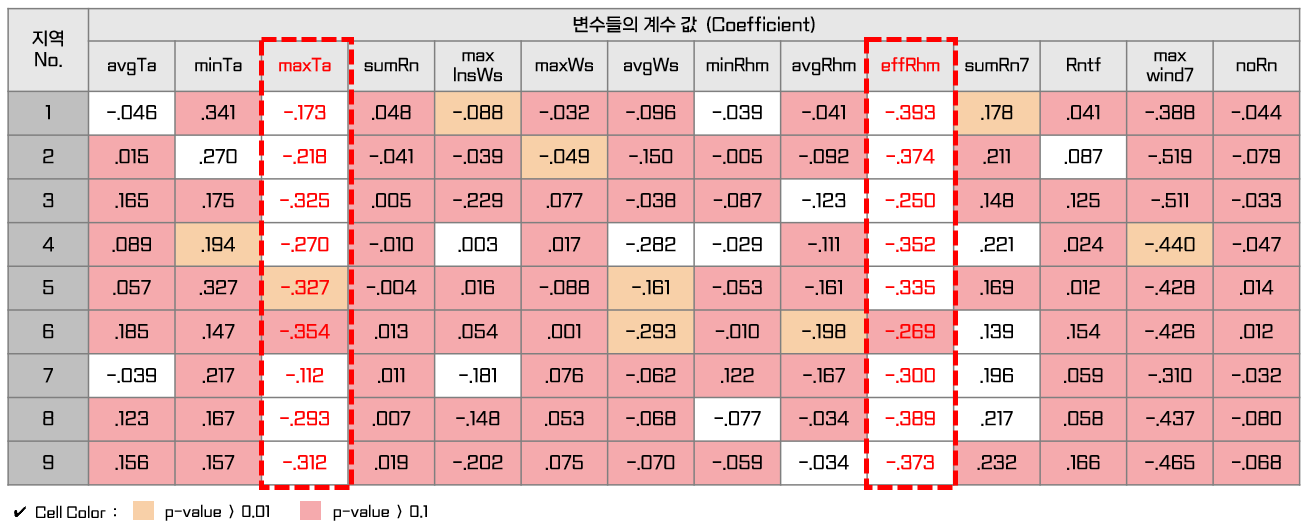 지역 No. 변수들의 계수 값 (Coefficient)
avgTa minTa maxTa sumRn max InsWs maxWs avgWs minRhm avgRhm effRhm sumRn7 Rntf max wind7 noRn
1 -.046 .341 -.173 .048 -.088 -.032 -.096 -.039 -.041 -.393 .178 .041 -.388 -.044
2 .015 .270 -.218 -.041 -.039 -.049 -.150 -.005 -.092 -.374 .211 .087 -.519 -.079
3 .165 .175 -.325 .005 -.229 .077 -.038 -.087 -.123 -.250 .148 .125 -.511 -.033
4 .089 .194 -.270 -.010 .003 .017 -.282 -.029 -.111 -.352 .221 .024 -.440 -.047
5 .057 .327 -.327 -.004 .016 -.088 -.161 -.053 -.161 -.335 .169 .012 -.428 .014
6 .185 .147 -.354 .013 .054 .001 -.293 -.010 -.198 -.269 .139 .154 -.426 .012
7 -.039 .217 -.112 .011 -.181 .076 -.062 .122 -.167 -.300 .196 .059 -.310 -.032
8 .123 .167 -.293 .007 -.148 .053 -.068 -.077 -.034 -.389 .217 .058 -.437 -.080
9 .156 .157 -.312 .019 -.202 .075 -.070 -.059 -.034 -.373 .232 .166 -.465 -.068
✔ Cell Color : p-value > 0.01 p-value > 0.1